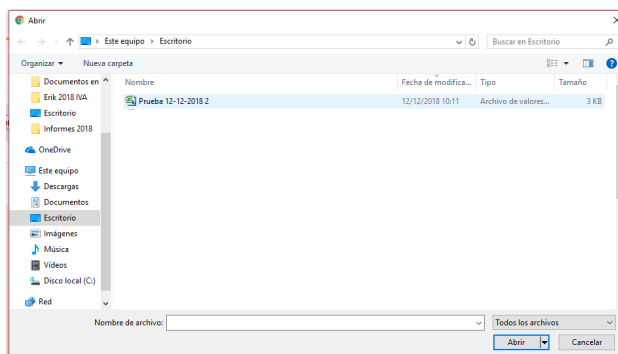 Abrir
Este equipo > Escritorio
Buscar en Escritorio
Organizar
Nueva carpeta
Nombre
Fecha de modifica...
Tipo
Tamaño
Documentos en
Erik 2018 IVA
Escritorio
Informes 2018
OneDrive
Este equipo
Descargas
Documentos
Escritorio
Imágenes
Música
Vídeos
Disco local (C:)
Red
Prueba 12-12-2018 2
12/12/2018 10:11
Archivo de valores...
3 KB
Nombre de archivo:
Todos los archivos
Abrir
Cancelar